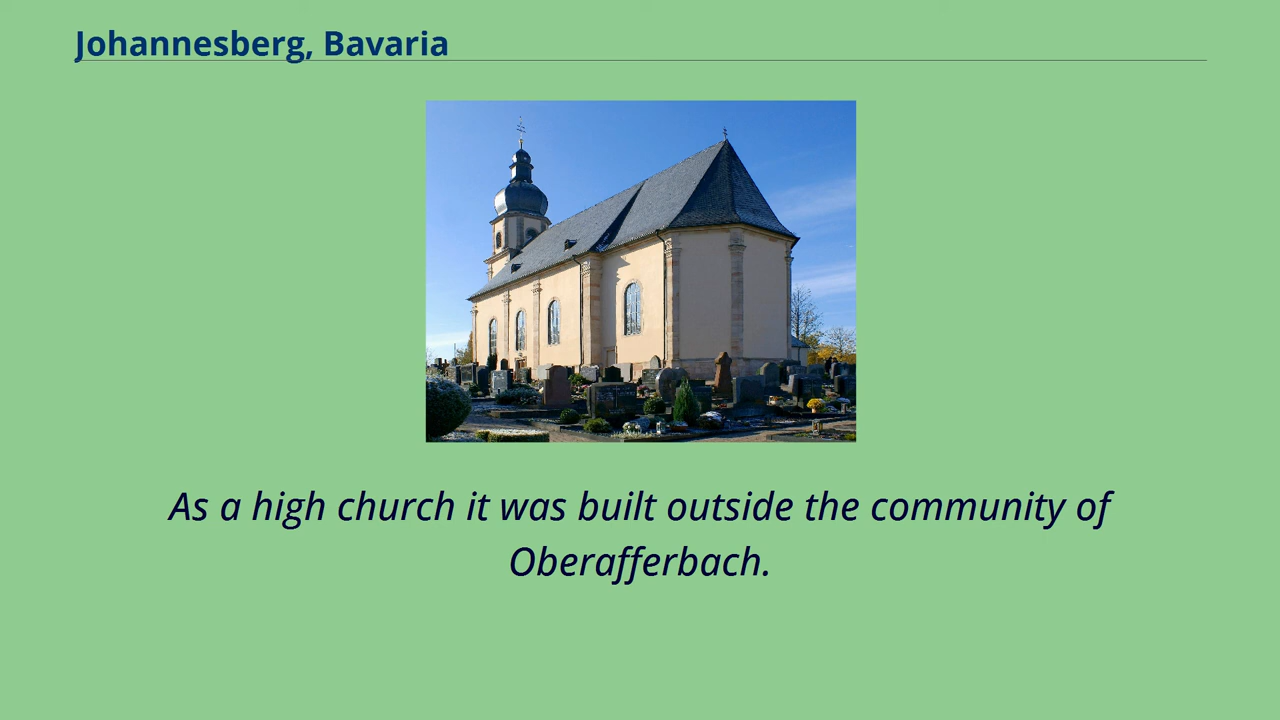 Johannesberg, Bavaria
As a high church it was built outside the community of
Oberafferbach.